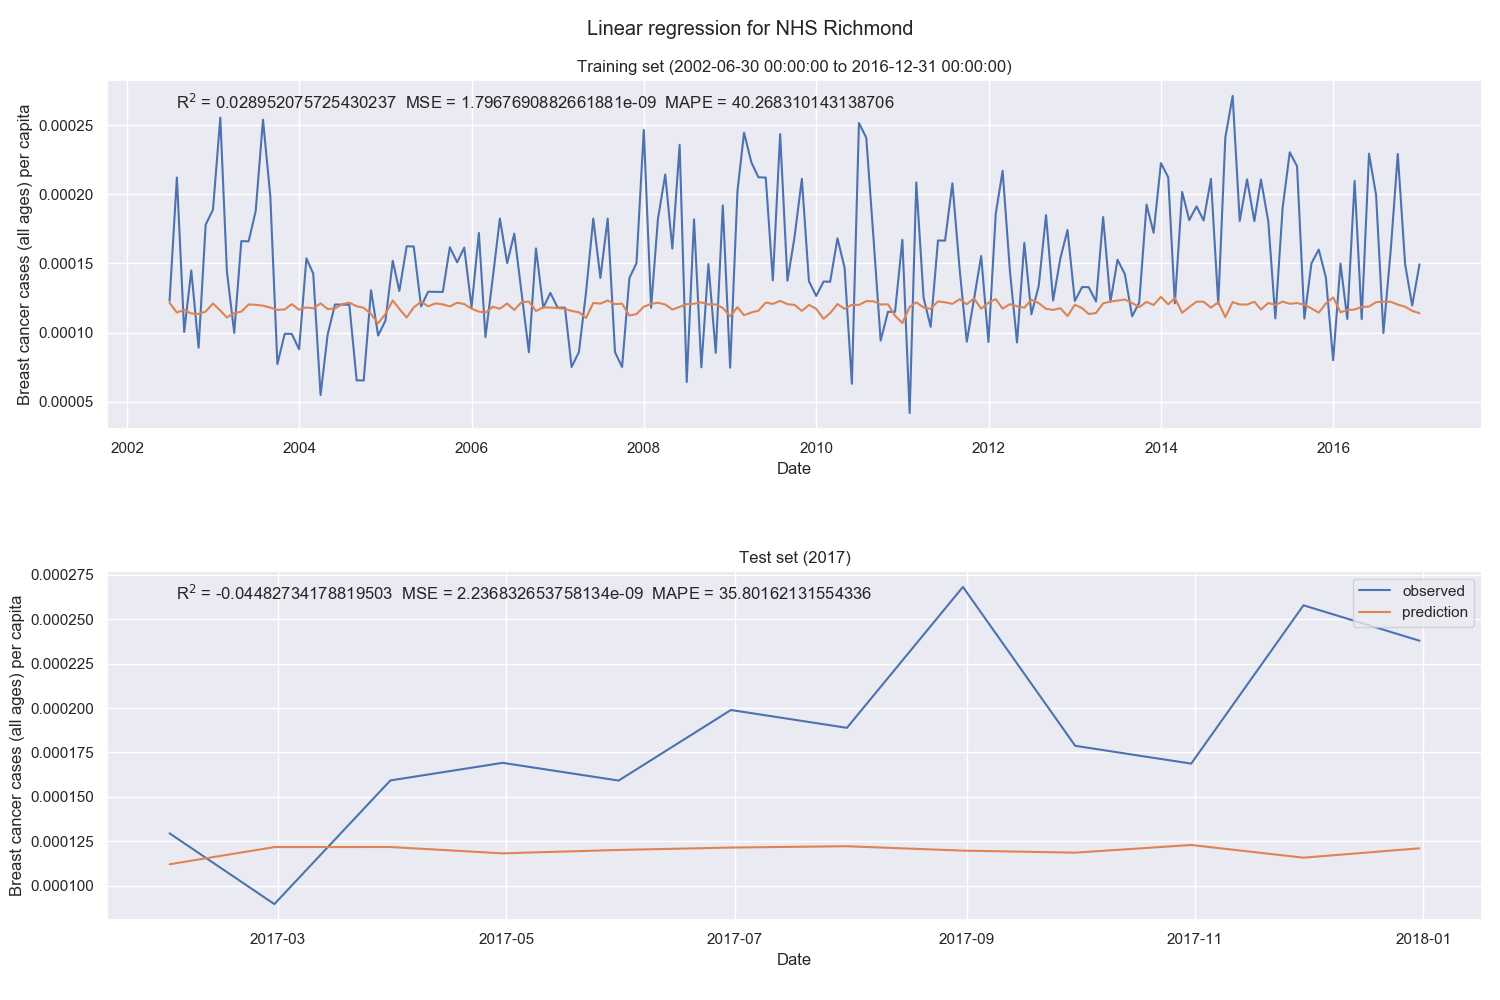 Linear regression for NHS Richmond
Training set (2002-06-30 00:00:00 to 2016-12-31 00:00:00)
R² = 0.028952075725430237 MSE = 1.7967690882661881e-09 MAPE = 40.268310143138706
Breast cancer cases (all ages) per capita
0.00025
0.00020
0.00015
0.00010
0.00005
2002 2004 2006 2008 2010 2012 2014 2016
Date
Test set (2017)
R² = -0.04482734178819503 MSE = 2.236832653758134e-09 MAPE = 35.80162131554336
observed
prediction
Breast cancer cases (all ages) per capita
0.000275
0.000250
0.000225
0.000200
0.000175
0.000150
0.000125
0.000100
2017-03 2017-05 2017-07 2017-09 2017-11 2018-01
Date